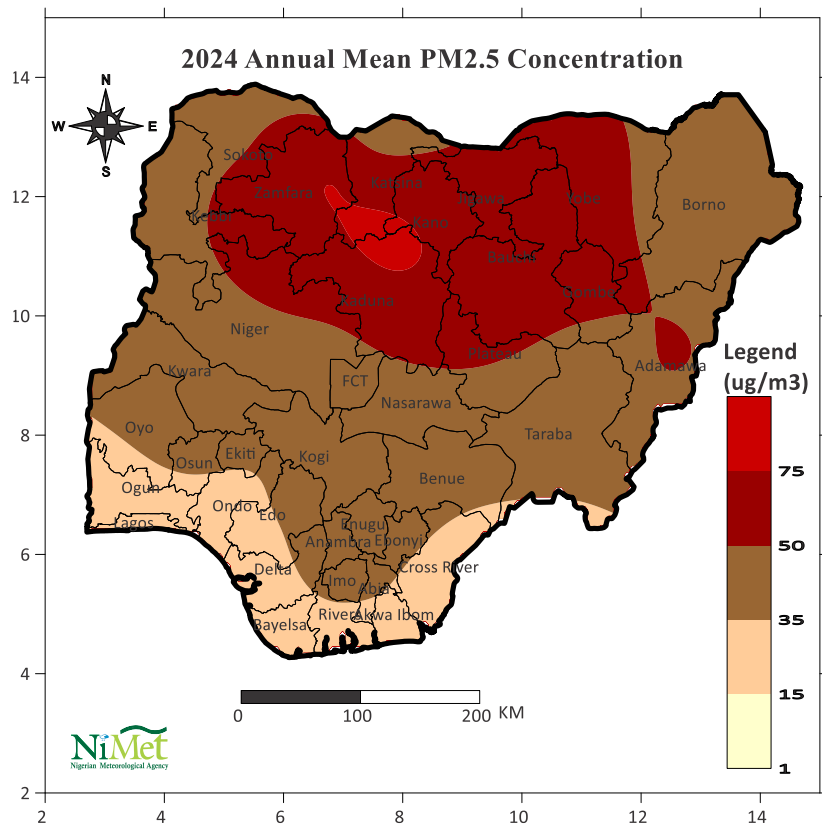 2024 Annual Mean PM2.5 Concentration
14
N
W E
S
Sokoto
Katsina
Zamfara
12
Jigawa
Yobe
Borno
Kebbi
Kano
Bauchi
Gombe
Kaduna
10
Niger
Plateau
Legend
(ug/m3)
Adamawa
Kwara
FCT
Nasarawa
Oyo
8
Taraba
Ekiti
Kogi
Osun
75
Benue
Ogun
Ondo
Edo
Lagos
Enugu
Anambra Ebonyi
50
6
Delta
Cross River
Imo
Abia
35
Rivers
Akwa Ibom
Bayelsa
4
15
0 100 200 KM
NiMet
Nigerian Meteorological Agency
1
2
2 4 6 8 10 12 14